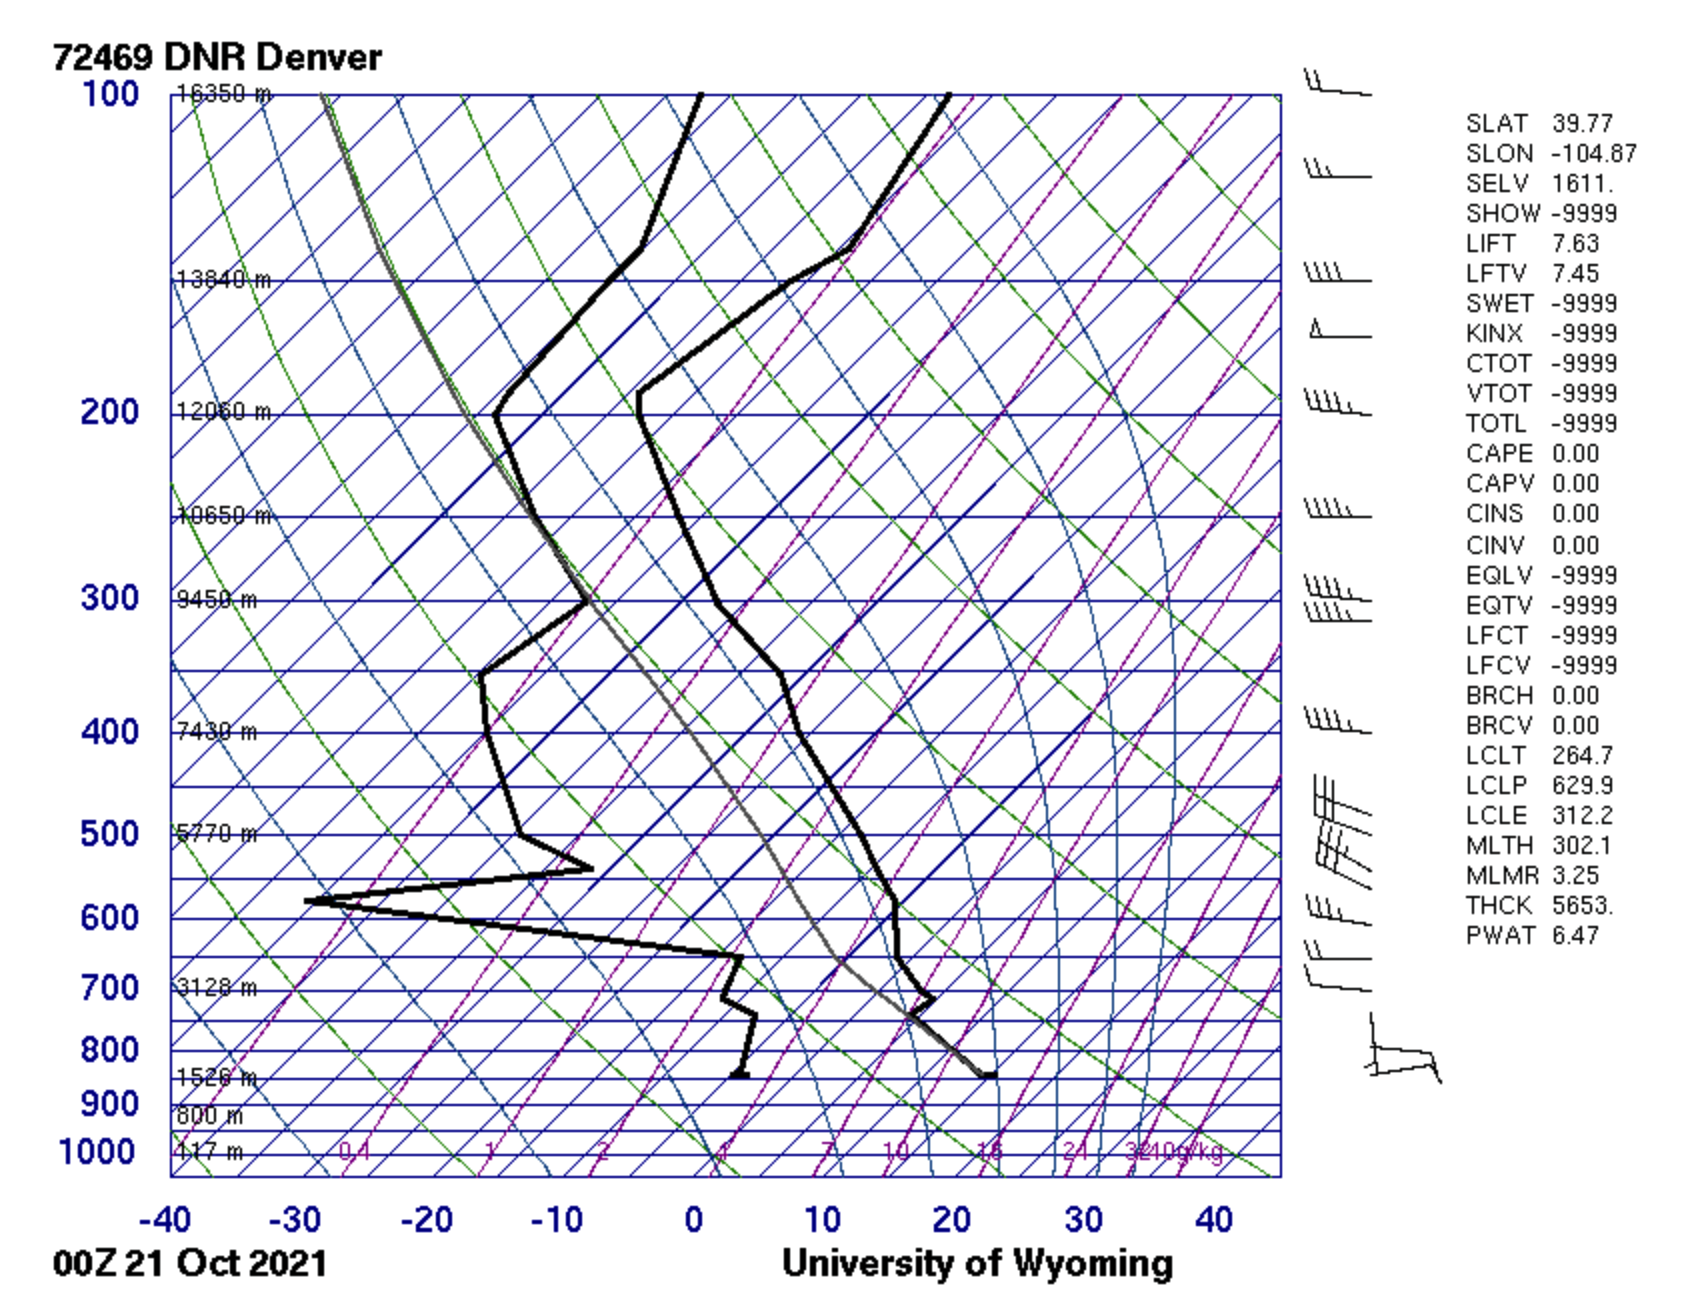 72469 DNR Denver
100
16350 m
13840 m
200
12060 m
10650 m
300
9450 m
400
7430 m
500
5770 m
600
700
3128 m
800
1526 m
900
800 m
1000
117 m
0.4 1 2 4 7 10 16 24 32 40g/kg
-40 -30 -20 -10 0 10 20 30 40
00Z 21 Oct 2021 University of Wyoming
SLAT 39.77
SLON -104.87
SELV 1611.
SHOW -9999
LIFT 7.63
LFTV 7.45
SWET -9999
KINX -9999
CTOT -9999
VTOT -9999
TOTL -9999
CAPE 0.00
CAPV 0.00
CINS 0.00
CINV 0.00
EQLV -9999
EQTV -9999
LFCT -9999
LFCV -9999
BRCH 0.00
BRCV 0.00
LCLT 264.7
LCLP 629.9
LCLE 312.2
MLTH 302.1
MLMR 3.25
THCK 5653.
PWAT 6.47